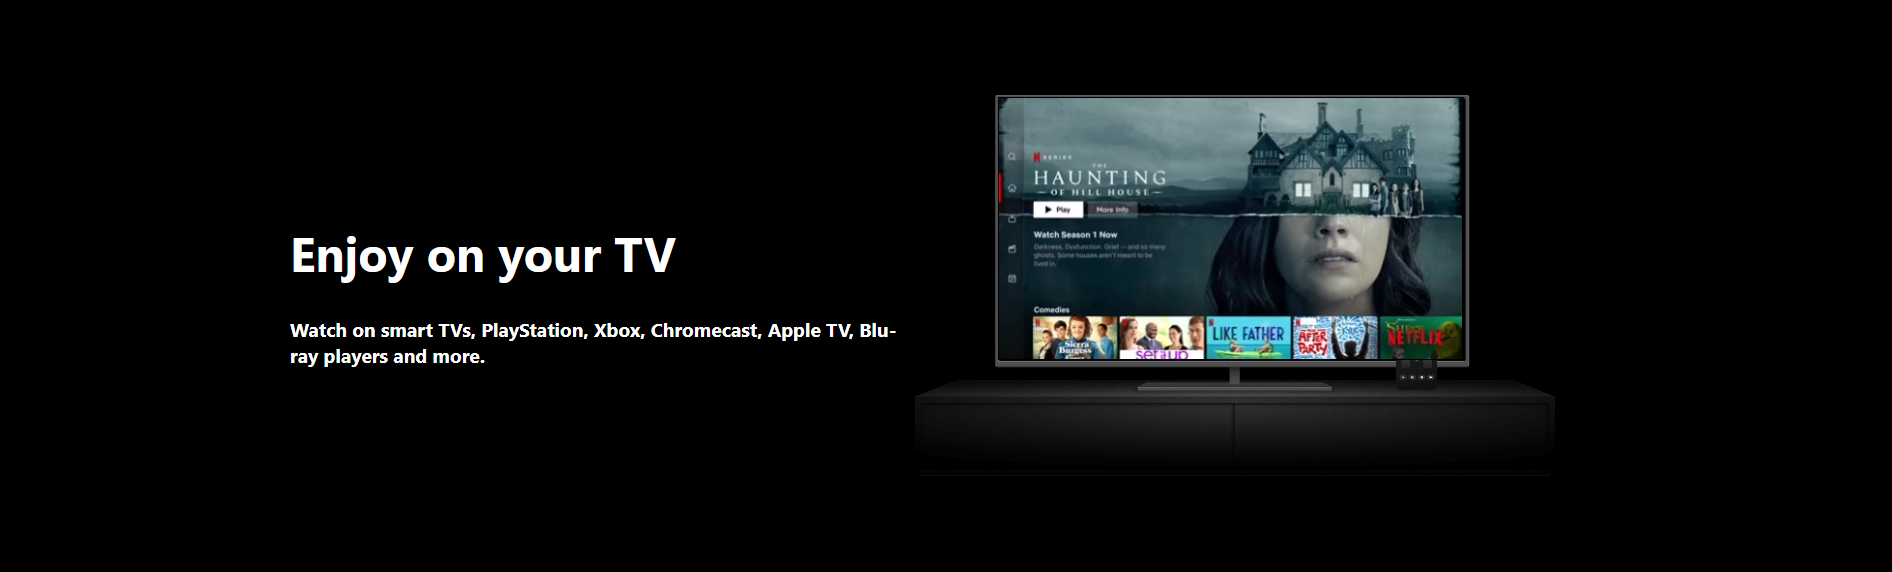 Enjoy on your TV
Watch on smart TVs, PlayStation, Xbox, Chromecast, Apple TV, Blu-
ray players and more.
N SERIES
THE
HAUNTING
OF HILL HOUSE
Play
More Info
Watch Season 1 Now
Darkness. Dysfunction. Grief — and so many
ghosts. Some houses aren't meant to be
lived in.
Comedies
Sierra
Burgess
set it up
LIKE FATHER
THE
AFTER
PARTY
NETFLIX